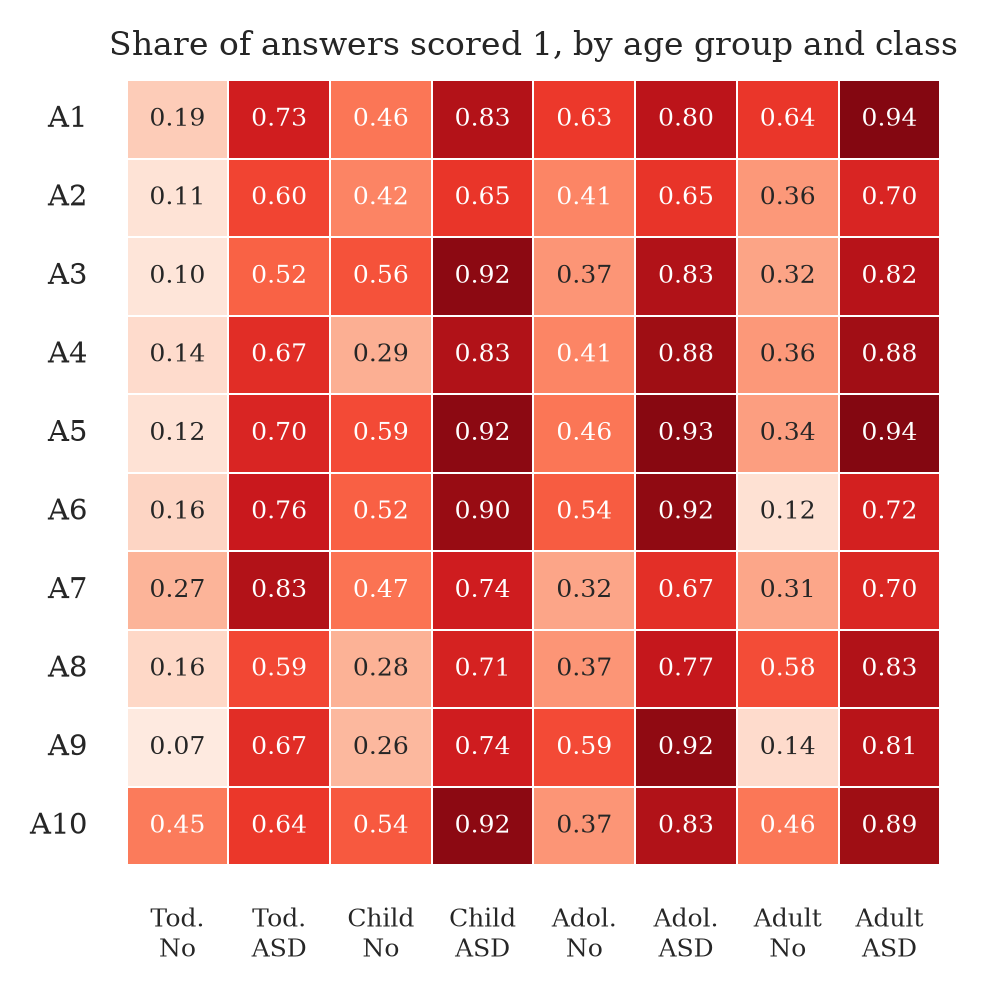 Share of answers scored 1, by age group and class
A1 0.19 0.73 0.46 0.83 0.63 0.80 0.64 0.94
A2 0.11 0.60 0.42 0.65 0.41 0.65 0.36 0.70
A3 0.10 0.52 0.56 0.92 0.37 0.83 0.32 0.82
A4 0.14 0.67 0.29 0.83 0.41 0.88 0.36 0.88
A5 0.12 0.70 0.59 0.92 0.46 0.93 0.34 0.94
A6 0.16 0.76 0.52 0.90 0.54 0.92 0.12 0.72
A7 0.27 0.83 0.47 0.74 0.32 0.67 0.31 0.70
A8 0.16 0.59 0.28 0.71 0.37 0.77 0.58 0.83
A9 0.07 0.67 0.26 0.74 0.59 0.92 0.14 0.81
A10 0.45 0.64 0.54 0.92 0.37 0.83 0.46 0.89
Tod. Tod. Child Child Adol. Adol. Adult Adult
No ASD No ASD No ASD No ASD